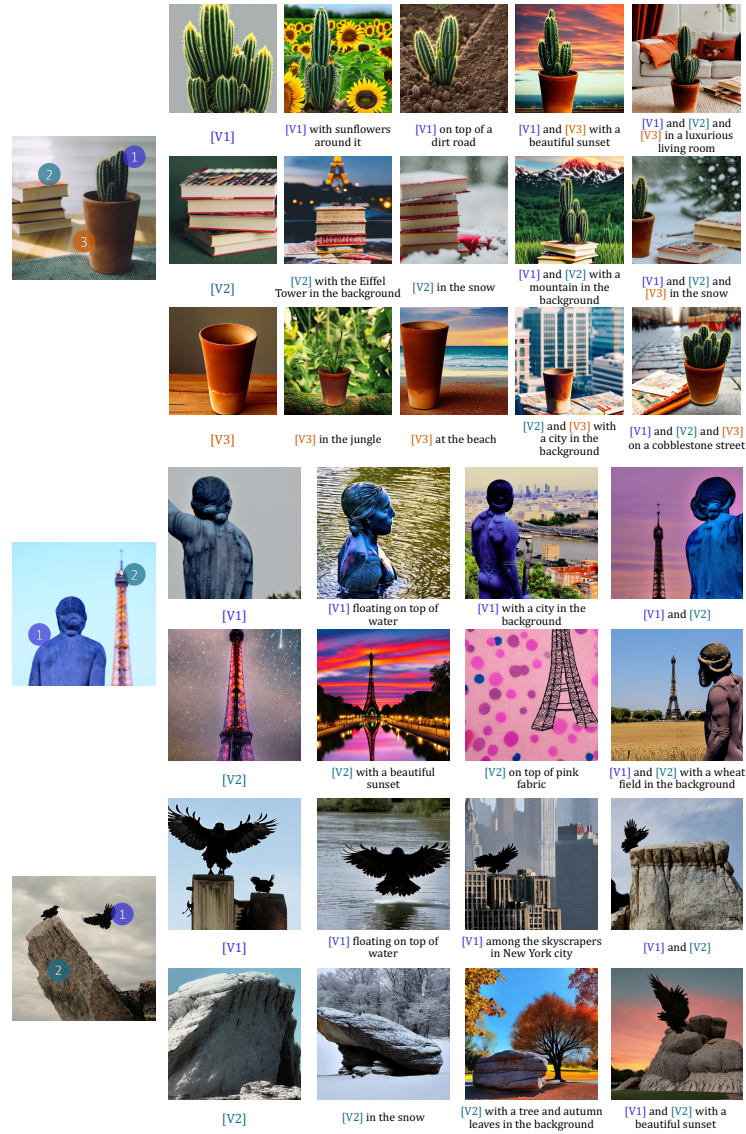 [V1]
[V1] with sunflowers
around it
[V1] on top of a
dirt road
[V1] and [V3] with a
beautiful sunset
[V1] and [V2] and
[V3] in a luxurious
living room
1
2
3
[V2]
[V2] with the Eiffel
Tower in the background
[V2] in the snow
[V1] and [V2] with a
mountain in the
background
[V1] and [V2] and
[V3] in the snow
[V3]
[V3] in the jungle
[V3] at the beach
[V2] and [V3] with
a city in the
background
[V1] and [V2] and [V3]
on a cobblestone street
2
1
[V1]
[V1] floating on top of
water
[V1] with a city in the
background
[V1] and [V2]
[V2]
[V2] with a beautiful
sunset
[V2] on top of pink
fabric
[V1] and [V2] with a wheat
field in the background
1
2
[V1]
[V1] floating on top of
water
[V1] among the skyscrapers
in New York city
[V1] and [V2]
[V2]
[V2] in the snow
[V2] with a tree and autumn
leaves in the background
[V1] and [V2] with a
beautiful sunset